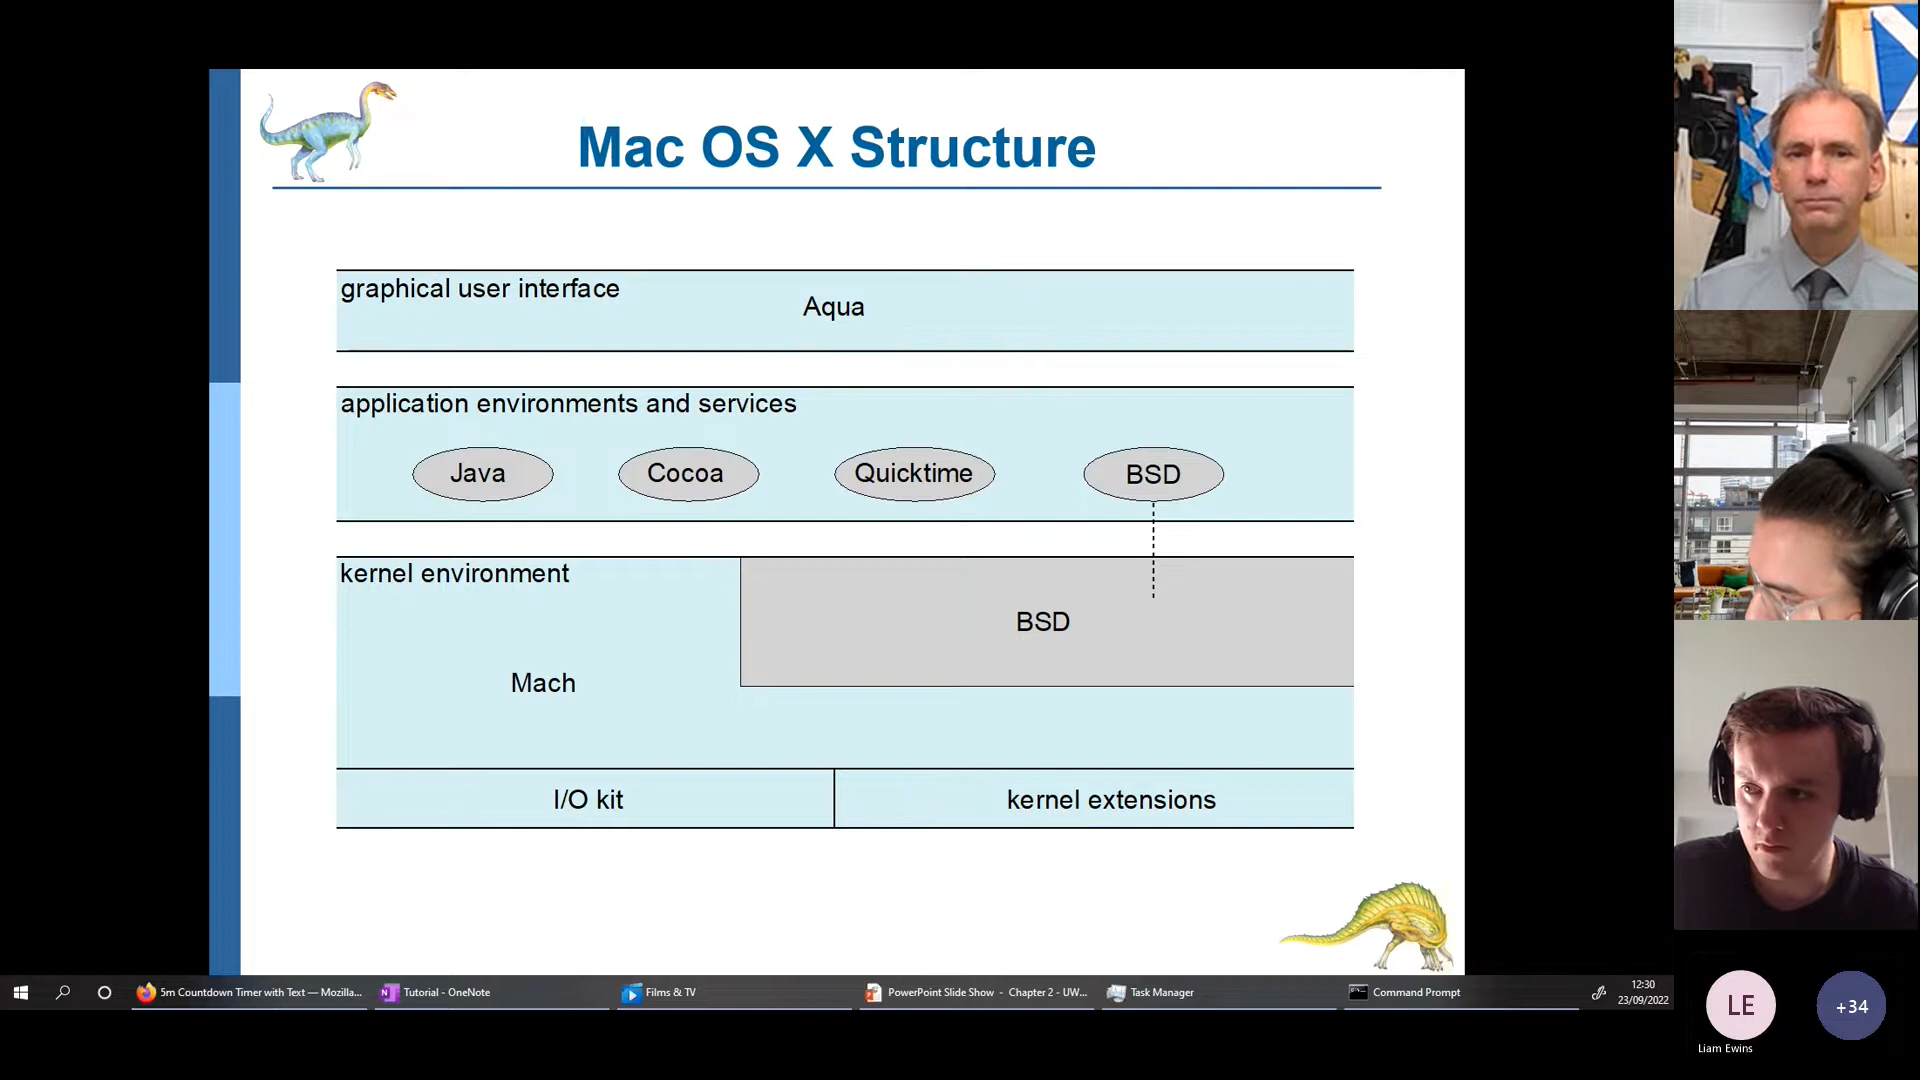 Mac OS X Structure
graphical user interface
Aqua
application environments and services
Java
Cocoa
Quicktime
BSD
kernel environment
BSD
Mach
I/O kit
kernel extensions
5m Countdown Timer with Text — Mozilla...
Tutorial - OneNote
Films & TV
PowerPoint Slide Show - Chapter 2 - UW...
Task Manager
Command Prompt
12:30
23/09/2022
LE
+34
Liam Ewins